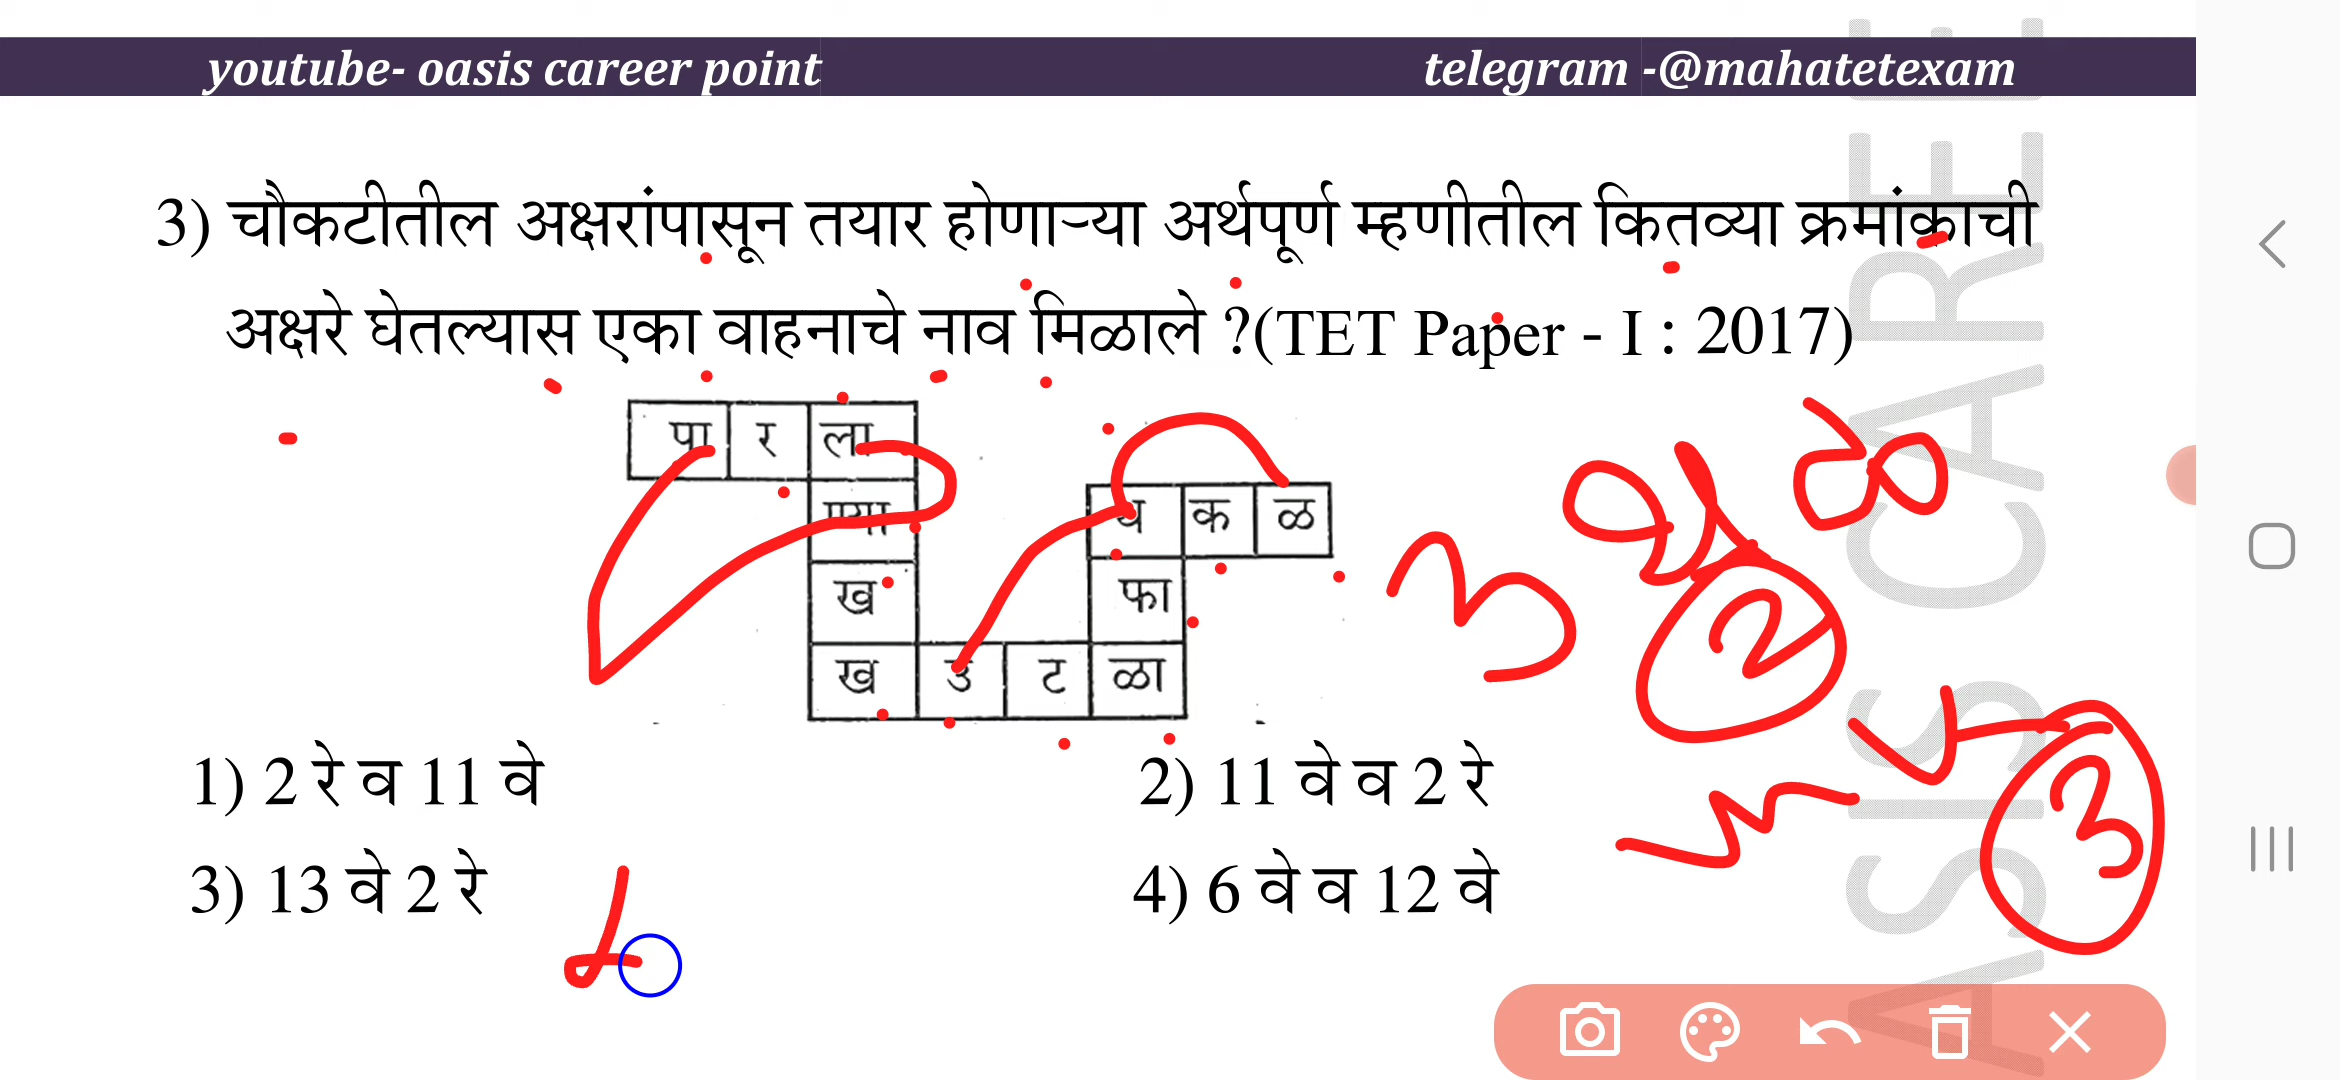 youtube- oasis career point
telegram -@mahatetexam
3) चौकटीतील अक्षरांपासून तयार होणाऱ्या अर्थपूर्ण म्हणीतील कितव्या क्रमांकाची
अक्षरे घेतल्यास एका वाहनाचे नाव मिळाले ?(TET Paper - I : 2017)
पा र ला
ग्या
ख
ख उ ट ळा
फा
थ क ळ
1) 2 रे व 11 वे
2) 11 वे व 2 रे
3) 13 वे 2 रे
4) 6 वे व 12 वे